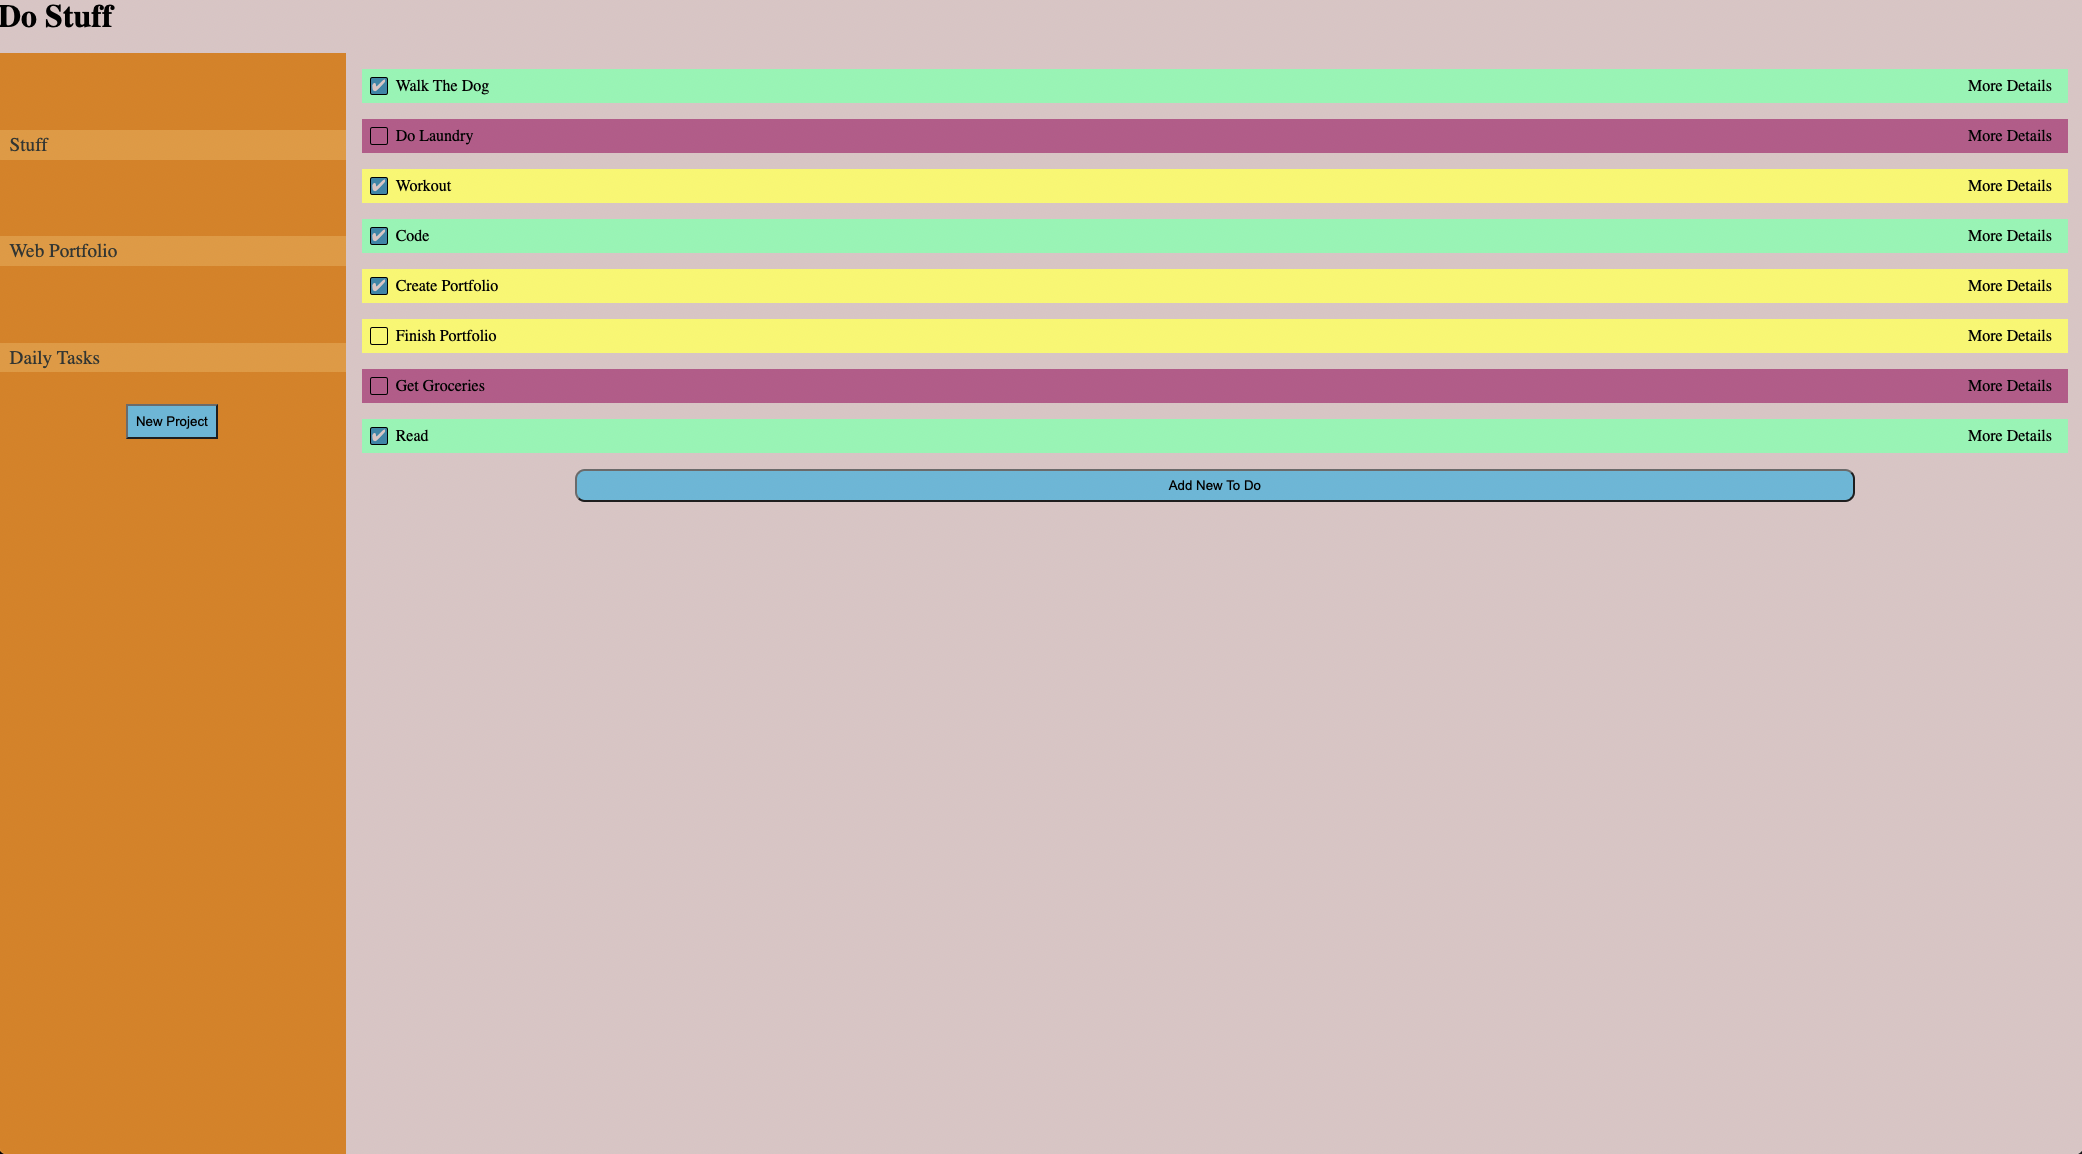 Do Stuff
Stuff
Web Portfolio
Daily Tasks
New Project
Walk The Dog More Details
Do Laundry More Details
Workout More Details
Code More Details
Create Portfolio More Details
Finish Portfolio More Details
Get Groceries More Details
Read More Details
Add New To Do